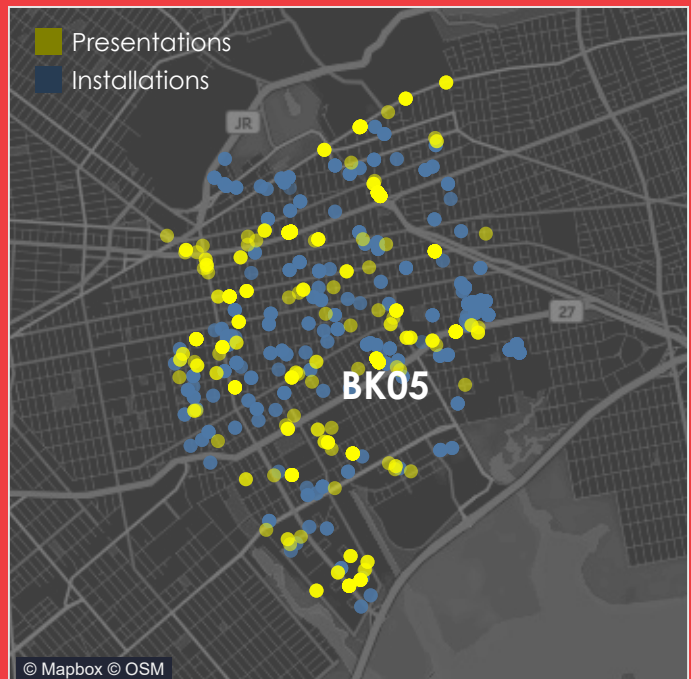 Presentations
Installations
JR
27
BK05
© Mapbox © OSM